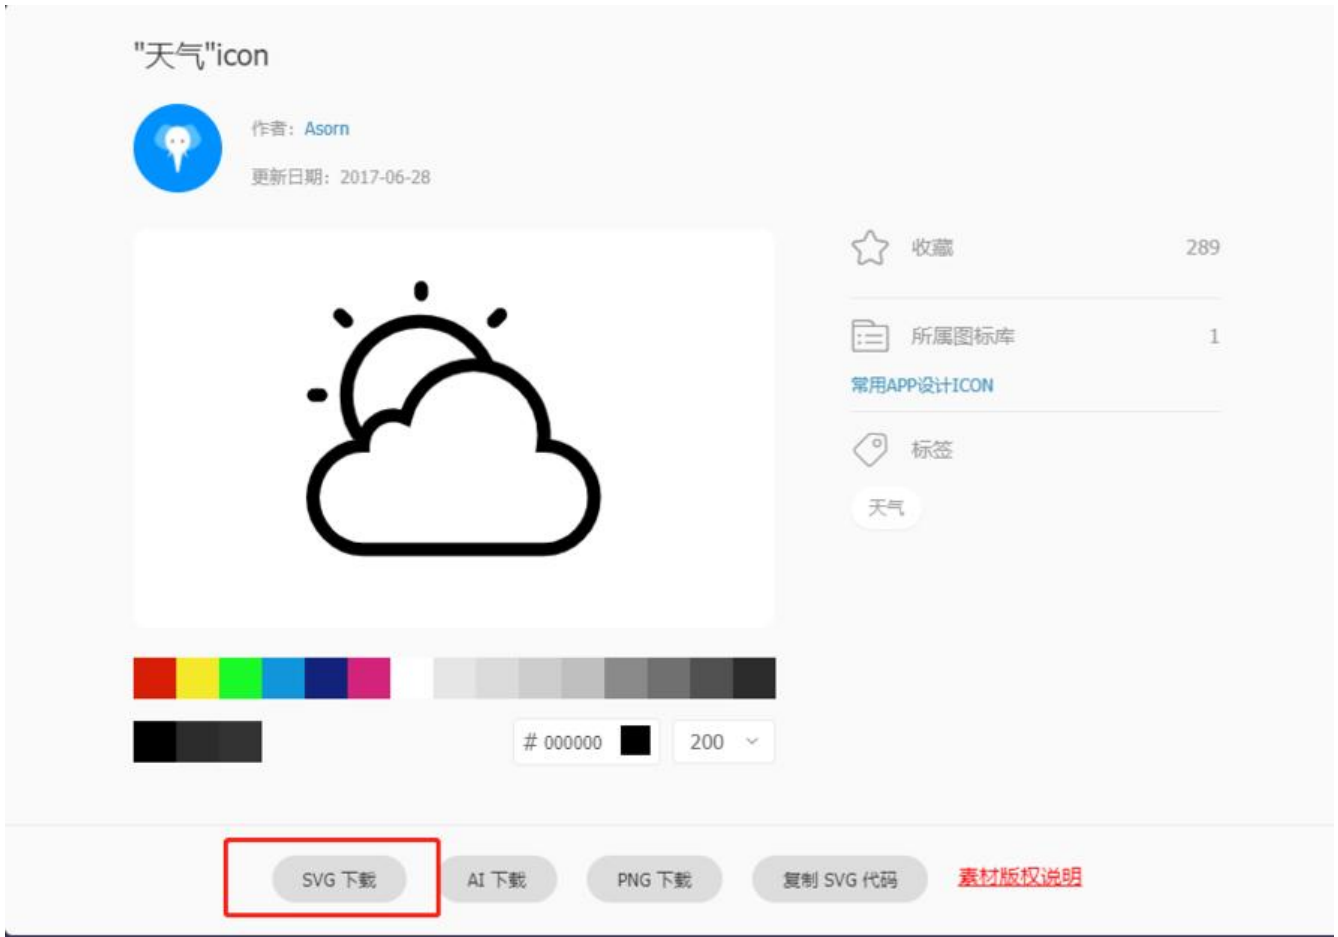 "天气"icon
作者：Asorn
更新日期：2017-06-28
收藏 289
所属图标库 1
常用APP设计ICON
标签
天气
# 000000 200
SVG 下载 AI 下载 PNG 下载 复制 SVG 代码 素材版权说明